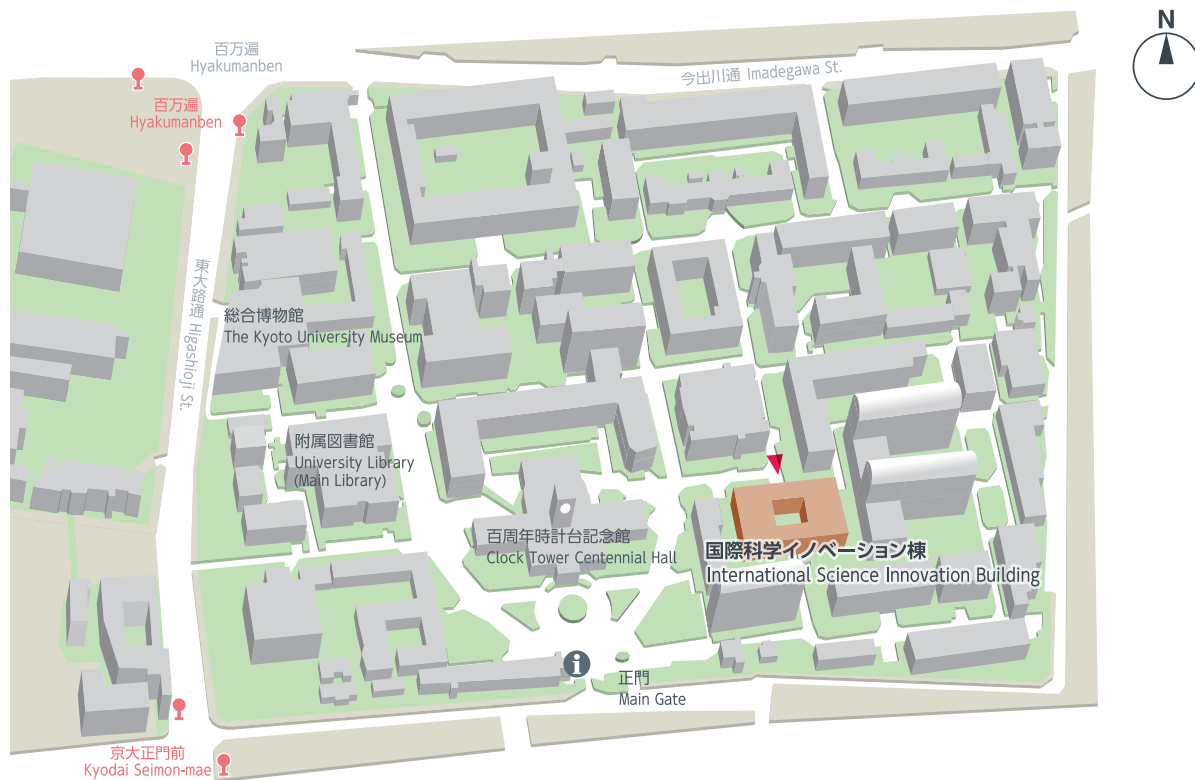 N
百万遍
Hyakumanben
今出川通 Imadegawa St.
百万遍
Hyakumanben
東大路通 Higashioji St.
総合博物館
The Kyoto University Museum
附属図書館
University Library
(Main Library)
百周年時計台記念館
Clock Tower Centennial Hall
国際科学イノベーション棟
International Science Innovation Building
i
正門
Main Gate
京大正門前
Kyodai Seimon-mae